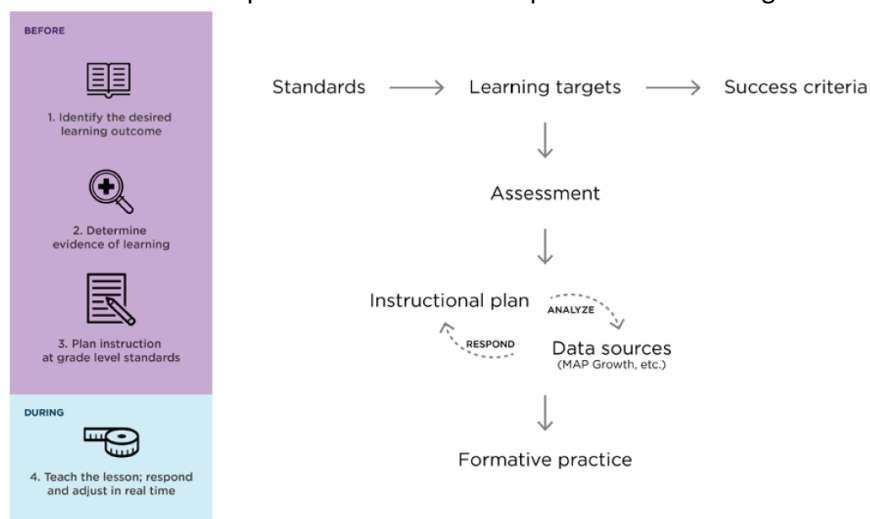 BEFORE
1. Identify the desired
learning outcome
2. Determine
evidence of learning
3. Plan instruction
at grade level standards
DURING
4. Teach the lesson; respond
and adjust in real time
Standards
Learning targets
Success criteria
Assessment
Instructional plan
ANALYZE
RESPOND
Data sources
(MAP Growth, etc.)
Formative practice